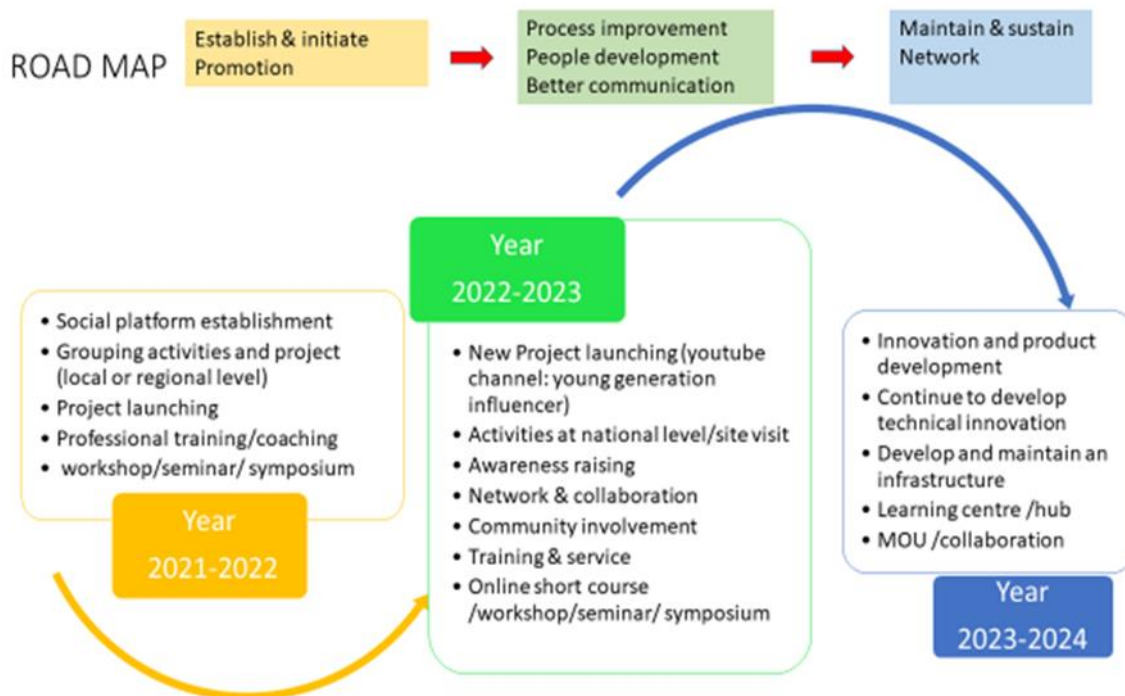 ROAD MAP
Establish & initiate
Promotion
Process improvement
People development
Better communication
Maintain & sustain
Network
• Social platform establishment
• Grouping activities and project
(local or regional level)
• Project launching
• Professional training/coaching
• workshop/seminar/ symposium
Year
2021-2022
Year
2022-2023
• New Project launching (youtube
channel: young generation
influencer)
• Activities at national level/site visit
• Awareness raising
• Network & collaboration
• Community involvement
• Training & service
• Online short course
/workshop/seminar/ symposium
• Innovation and product
development
• Continue to develop
technical innovation
• Develop and maintain an
infrastructure
• Learning centre /hub
• MOU /collaboration
Year
2023-2024